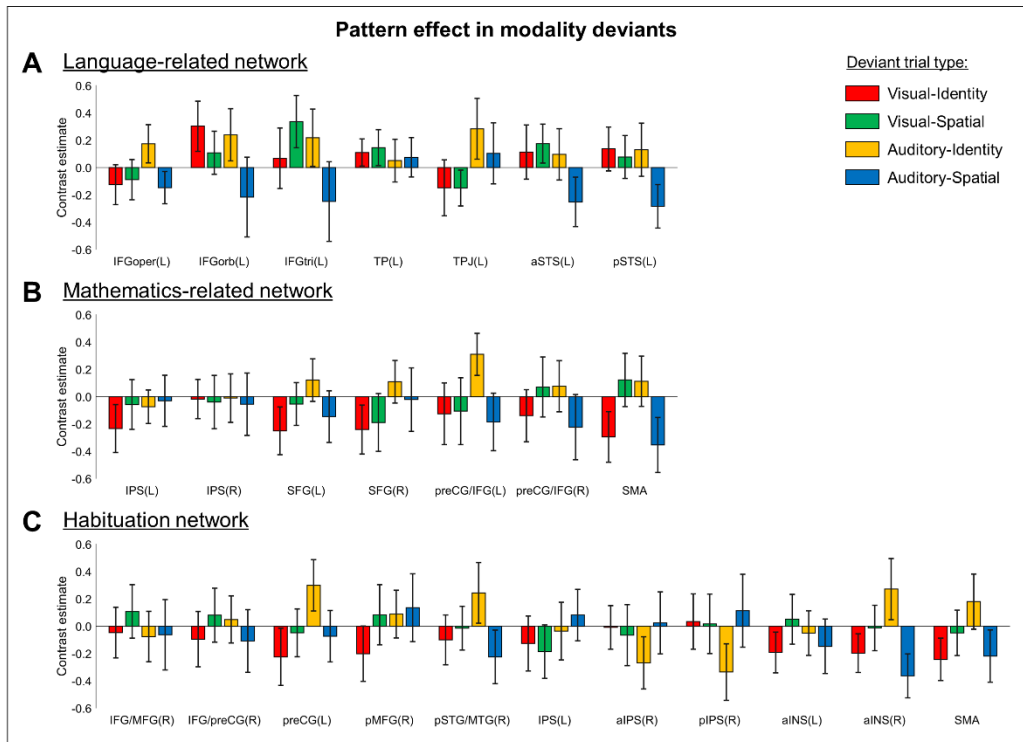 Pattern effect in modality deviants
A Language-related network
Deviant trial type:
Visual-Identity
Visual-Spatial
Auditory-Identity
Auditory-Spatial
Contrast estimate
0.6
0.4
0.2
0.0
-0.2
-0.4
-0.6
IFGoper(L) IFGorb(L) IFGtri(L) TP(L) TPJ(L) aSTS(L) pSTS(L)
B Mathematics-related network
Contrast estimate
0.6
0.4
0.2
0.0
-0.2
-0.4
-0.6
IPS(L) IPS(R) SFG(L) SFG(R) preCG/IFG(L) preCG/IFG(R) SMA
C Habituation network
Contrast estimate
0.6
0.4
0.2
0.0
-0.2
-0.4
-0.6
IFG/MFG(R) IFG/preCG(R) preCG(L) pMFG(R) pSTG/MTG(R) IPS(L) aIPS(R) pIPS(R) aINS(L) aINS(R) SMA